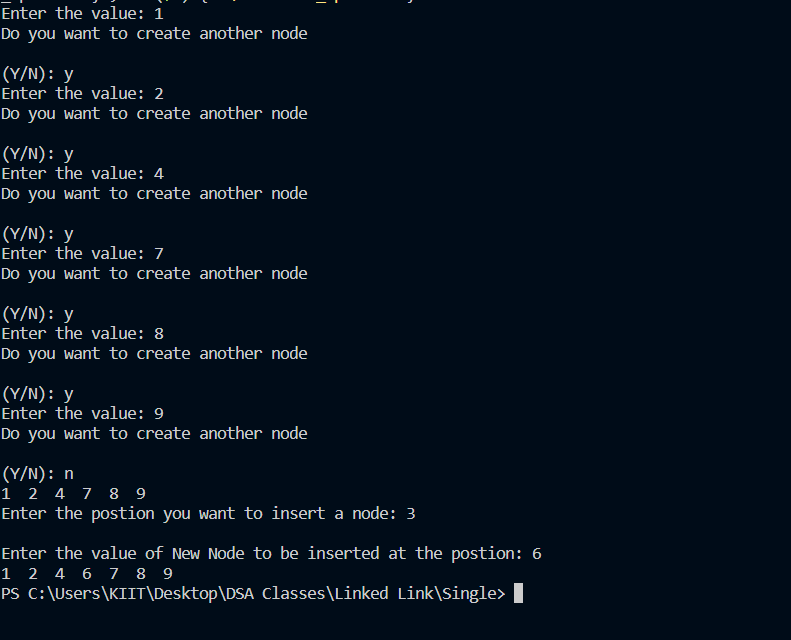 Enter the value: 1
Do you want to create another node
(Y/N): y
Enter the value: 2
Do you want to create another node
(Y/N): y
Enter the value: 4
Do you want to create another node
(Y/N): y
Enter the value: 7
Do you want to create another node
(Y/N): y
Enter the value: 8
Do you want to create another node
(Y/N): y
Enter the value: 9
Do you want to create another node
(Y/N): n
1 2 4 7 8 9
Enter the postion you want to insert a node: 3
Enter the value of New Node to be inserted at the postion: 6
1 2 4 6 7 8 9
PS C:\Users\KIIT\Desktop\DSA Classes\Linked Link\Single>